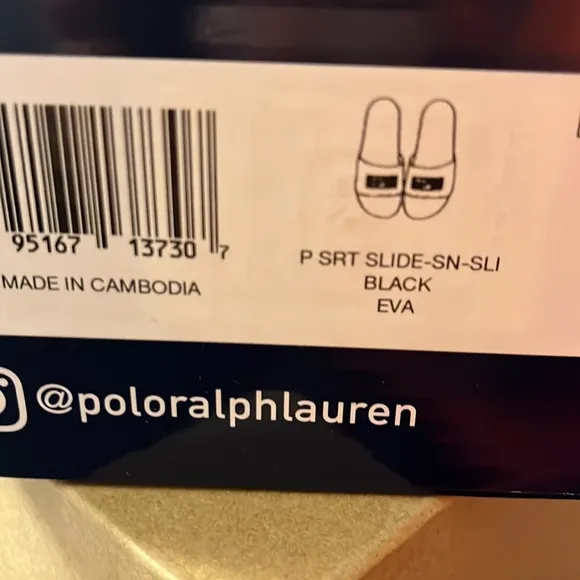 95167 13730 7
MADE IN CAMBODIA
P SRT SLIDE-SN-SLI
BLACK
EVA
@poloralphlauren